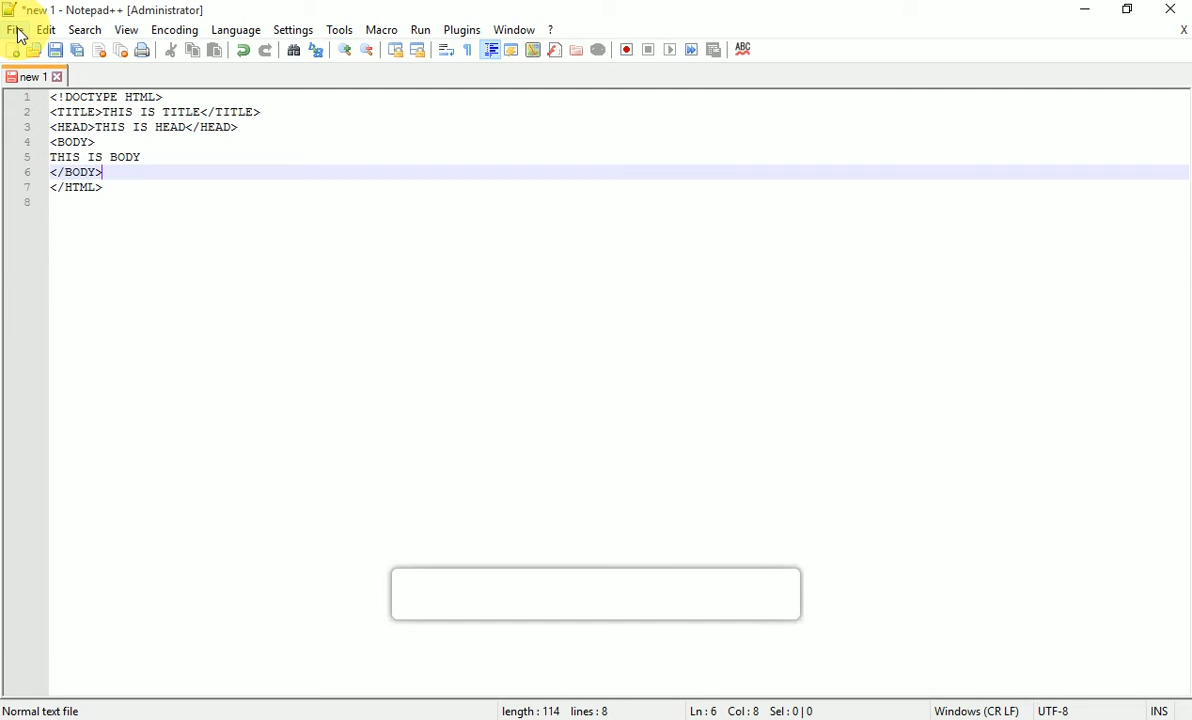 *new 1 - Notepad++ [Administrator]
File Edit Search View Encoding Language Settings Tools Macro Run Plugins Window ? X
ABC
new 1
1 <!DOCTYPE HTML>
2 <TITLE>THIS IS TITLE</TITLE>
3 <HEAD>THIS IS HEAD</HEAD>
4 <BODY>
5 THIS IS BODY
6 </BODY>
7 </HTML>
8
Normal text file length : 114 lines : 8 Ln : 6 Col : 8 Sel : 0 | 0 Windows (CR LF) UTF-8 INS